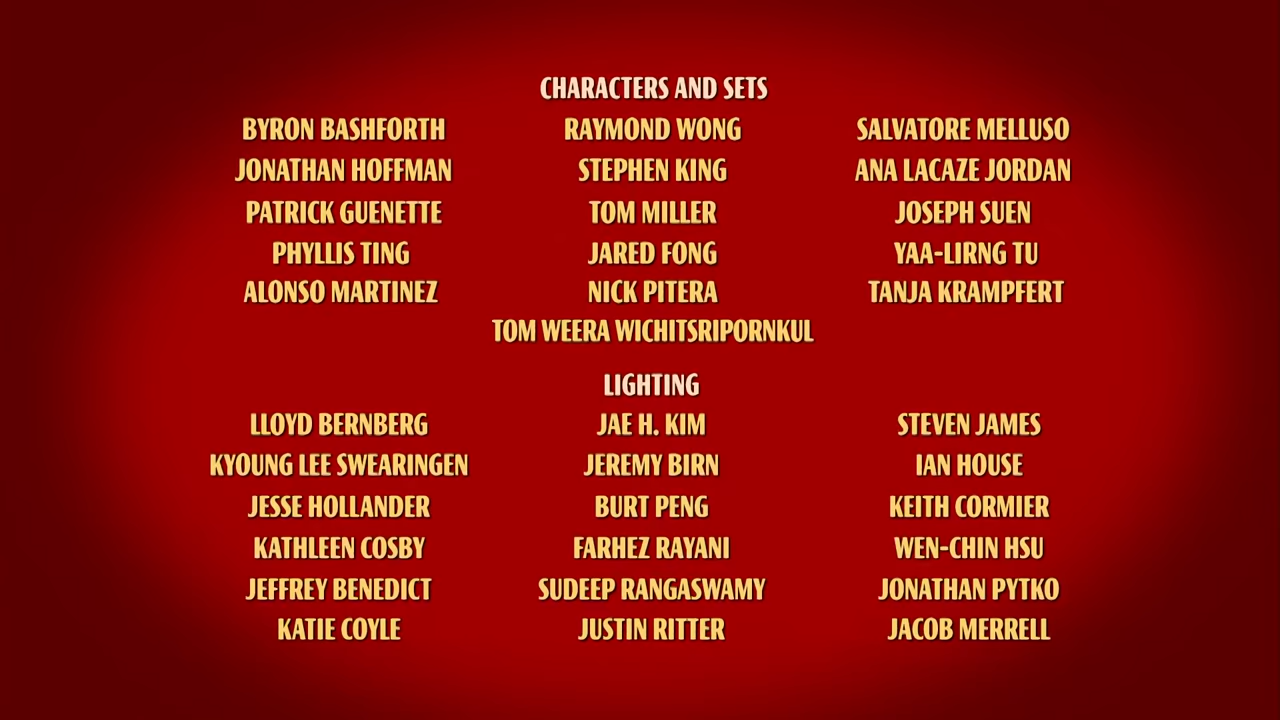 CHARACTERS AND SETS
BYRON BASHFORTH RAYMOND WONG SALVATORE MELLUSO
JONATHAN HOFFMAN STEPHEN KING ANA LACAZE JORDAN
PATRICK GUENETTE TOM MILLER JOSEPH SUEN
PHYLLIS TING JARED FONG YAA-LIRNG TU
ALONSO MARTINEZ NICK PITERA TANJA KRAMPFERT
TOM WEERA WICHITSRIPORNKUL
LIGHTING
LLOYD BERNBERG JAE H. KIM STEVEN JAMES
KYOUNG LEE SWEARINGEN JEREMY BIRN IAN HOUSE
JESSE HOLLANDER BURT PENG KEITH CORMIER
KATHLEEN COSBY FARHEZ RAYANI WEN-CHIN HSU
JEFFREY BENEDICT SUDEEP RANGASWAMY JONATHAN PYTKO
KATIE COYLE JUSTIN RITTER JACOB MERRELL